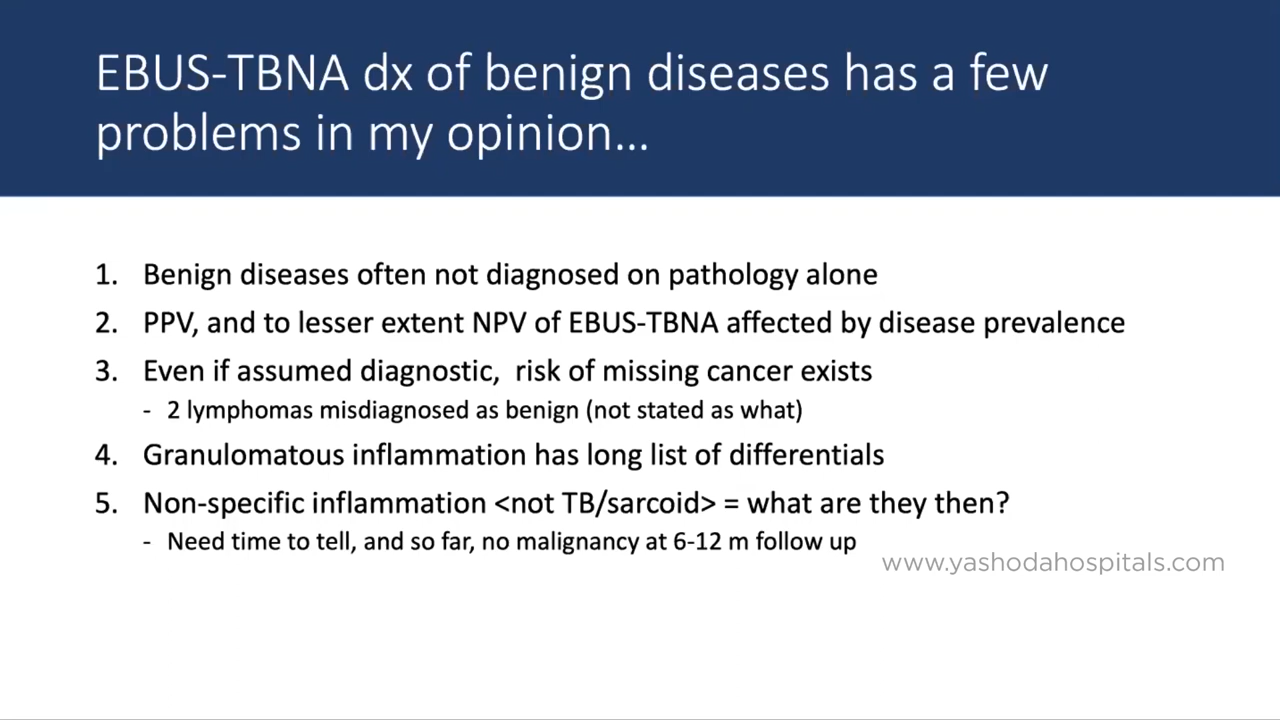 EBUS-TBNA dx of benign diseases has a few
problems in my opinion...
1. Benign diseases often not diagnosed on pathology alone
2. PPV, and to lesser extent NPV of EBUS-TBNA affected by disease prevalence
3. Even if assumed diagnostic, risk of missing cancer exists
- 2 lymphomas misdiagnosed as benign (not stated as what)
4. Granulomatous inflammation has long list of differentials
5. Non-specific inflammation <not TB/sarcoid> = what are they then?
- Need time to tell, and so far, no malignancy at 6-12 m follow up
www.yashodahospitals.com